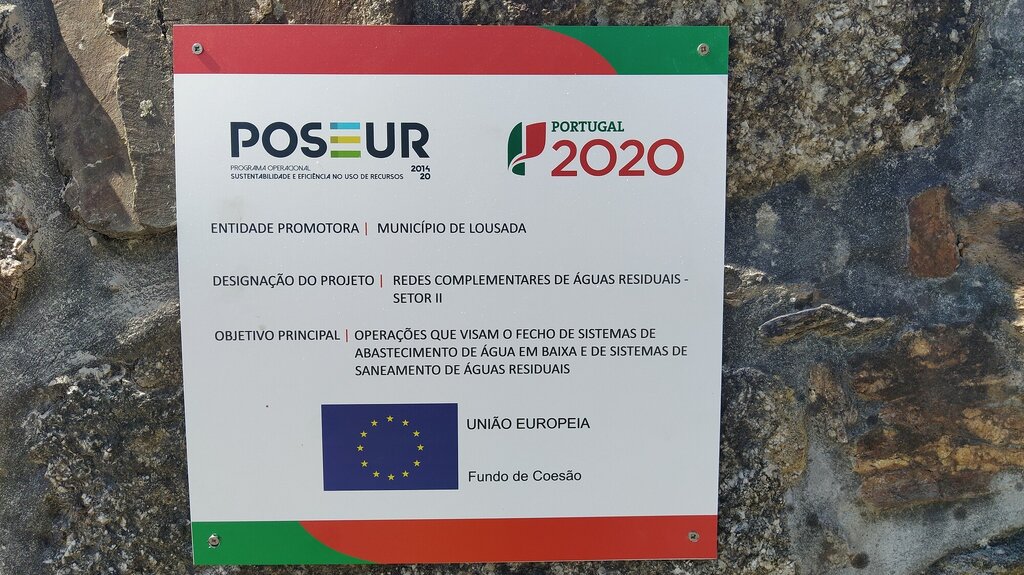 POSEUR
PROGRAMA OPERACIONAL
SUSTENTABILIDADE E EFICIÊNCIA NO USO DE RECURSOS
2014
20
PORTUGAL
2020
ENTIDADE PROMOTORA | MUNICÍPIO DE LOUSADA
DESIGNAÇÃO DO PROJETO | REDES COMPLEMENTARES DE ÁGUAS RESIDUAIS -
SETOR II
OBJETIVO PRINCIPAL | OPERAÇÕES QUE VISAM O FECHO DE SISTEMAS DE
ABASTECIMENTO DE ÁGUA EM BAIXA E DE SISTEMAS DE
SANEAMENTO DE ÁGUAS RESIDUAIS
UNIÃO EUROPEIA
Fundo de Coesão